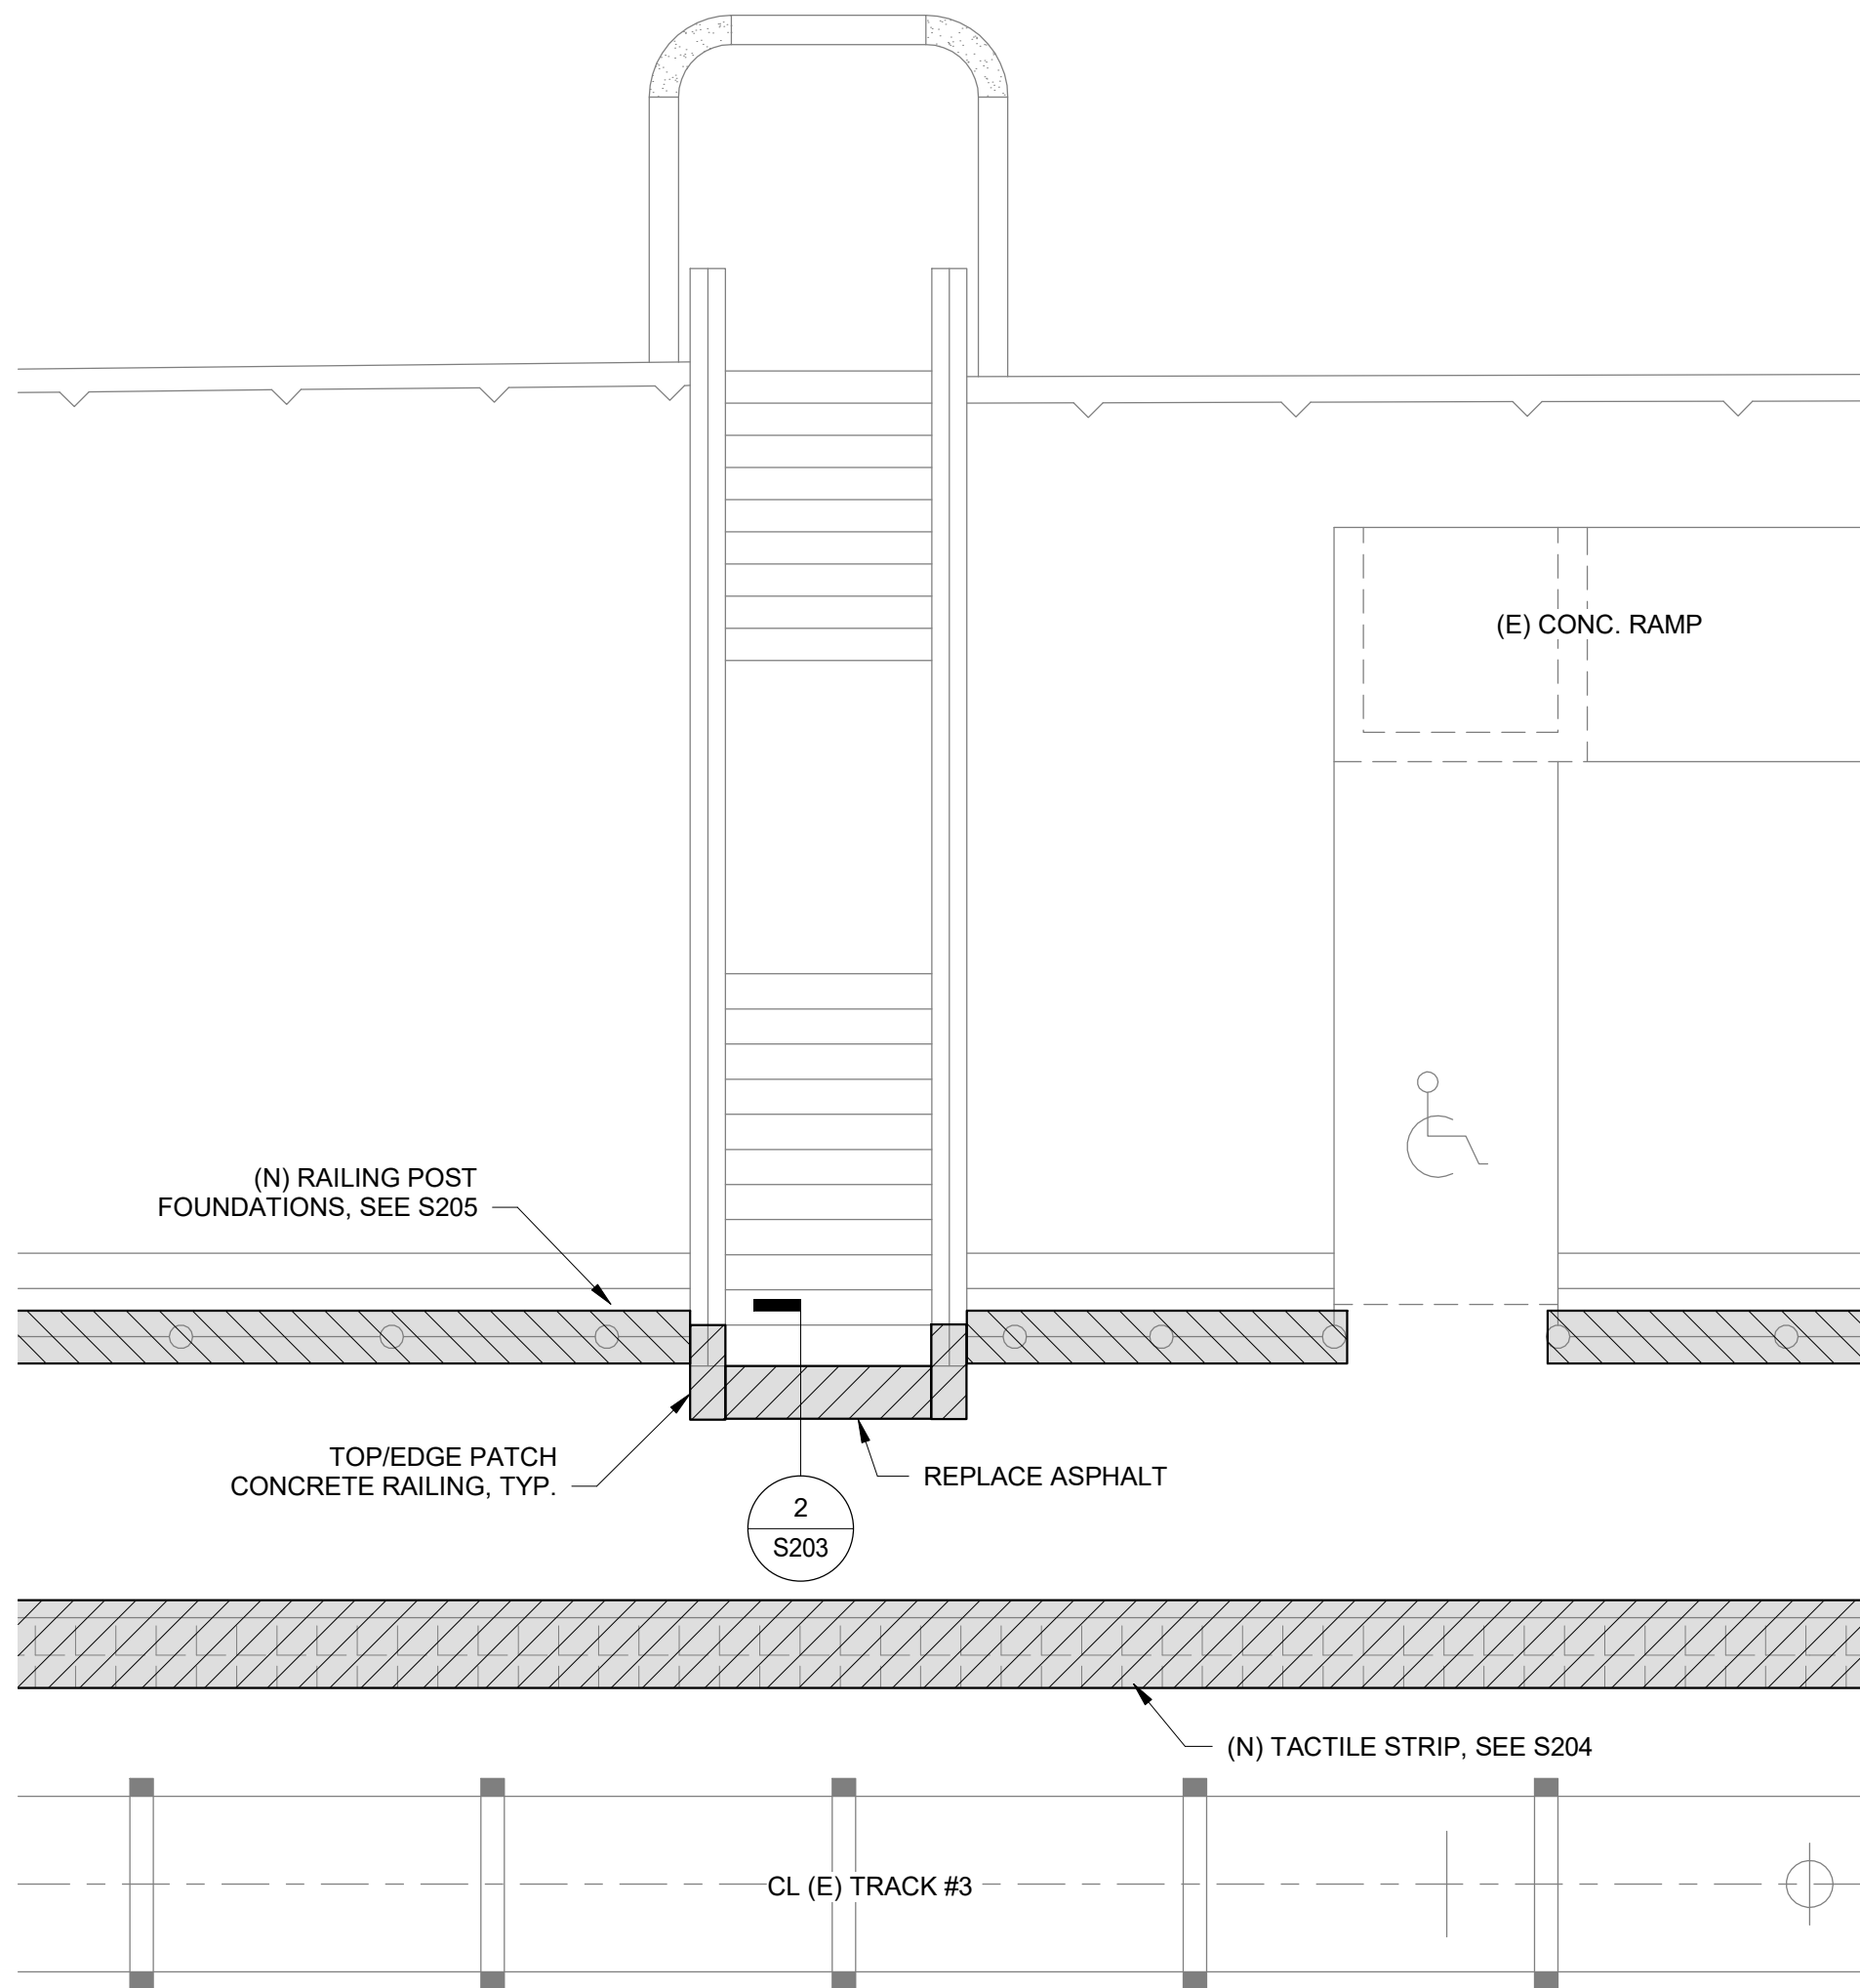 (E) CONC. RAMP
(N) RAILING POST
FOUNDATIONS, SEE S205
TOP/EDGE PATCH
CONCRETE RAILING, TYP.
REPLACE ASPHALT
2
S203
(N) TACTILE STRIP, SEE S204
CL (E) TRACK #3